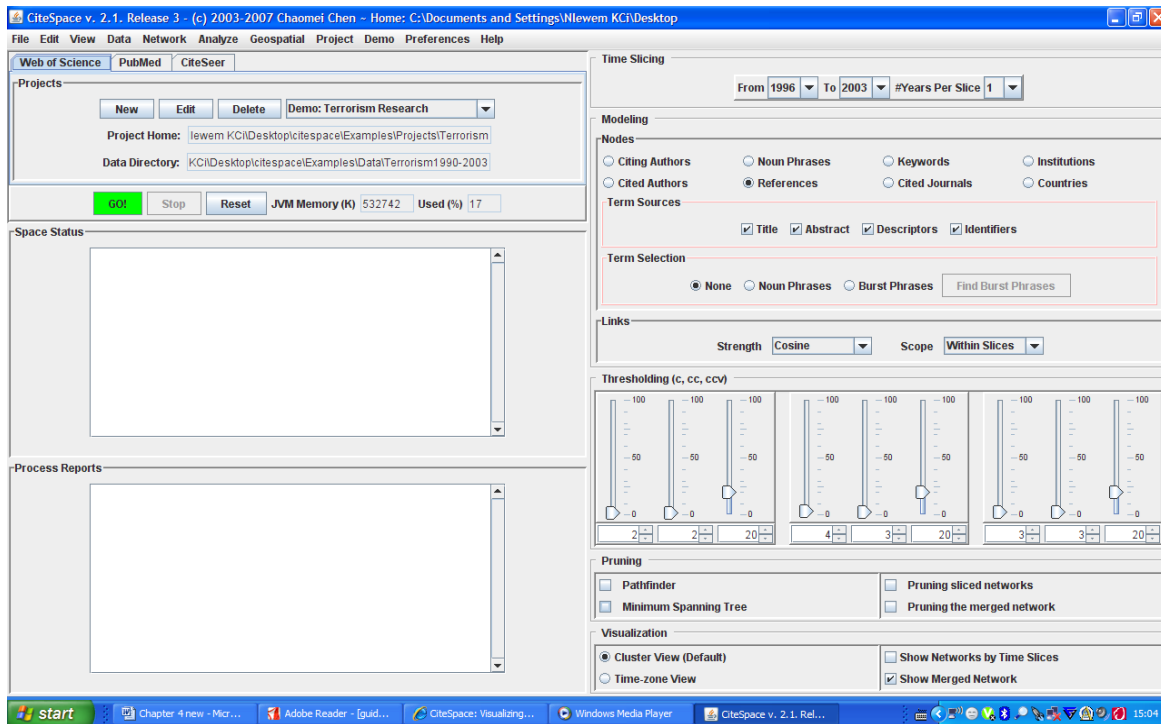 CiteSpace v. 2.1. Release 3 - (c) 2003-2007 Chaomei Chen ~ Home: C:\Documents and Settings\Nlewem KCi\Desktop
File Edit View Data Network Analyze Geospatial Project Demo Preferences Help
Web of Science PubMed CiteSeer
Projects
New Edit Delete Demo: Terrorism Research
Project Home: lewem KCi\Desktop\citespace\Examples\Projects\Terrorism
Data Directory: KCi\Desktop\citespace\Examples\Data\Terrorism1990-2003
GO! Stop Reset JVM Memory (K) 532742 Used (%) 17
Space Status
Process Reports
Time Slicing
From 1996 To 2003 #Years Per Slice 1
Modeling
Nodes
Citing Authors Noun Phrases Keywords Institutions
Cited Authors References Cited Journals Countries
Term Sources
Title Abstract Descriptors Identifiers
Term Selection
None Noun Phrases Burst Phrases Find Burst Phrases
Links
Strength Cosine Scope Within Slices
Thresholding (c, cc, ccv)
100 100 100 100 100 100 100 100 100
50 50 50 50 50 50 50 50 50
0 0 0 0 0 0 0 0 0
2 2 20 4 3 20 3 3 20
Pruning
Pathfinder Pruning sliced networks
Minimum Spanning Tree Pruning the merged network
Visualization
Cluster View (Default) Show Networks by Time Slices
Time-zone View Show Merged Network
start Chapter 4 new - Micr... Adobe Reader - [guid... CiteSpace: Visualizing... Windows Media Player CiteSpace v. 2.1. Rel... 15:04